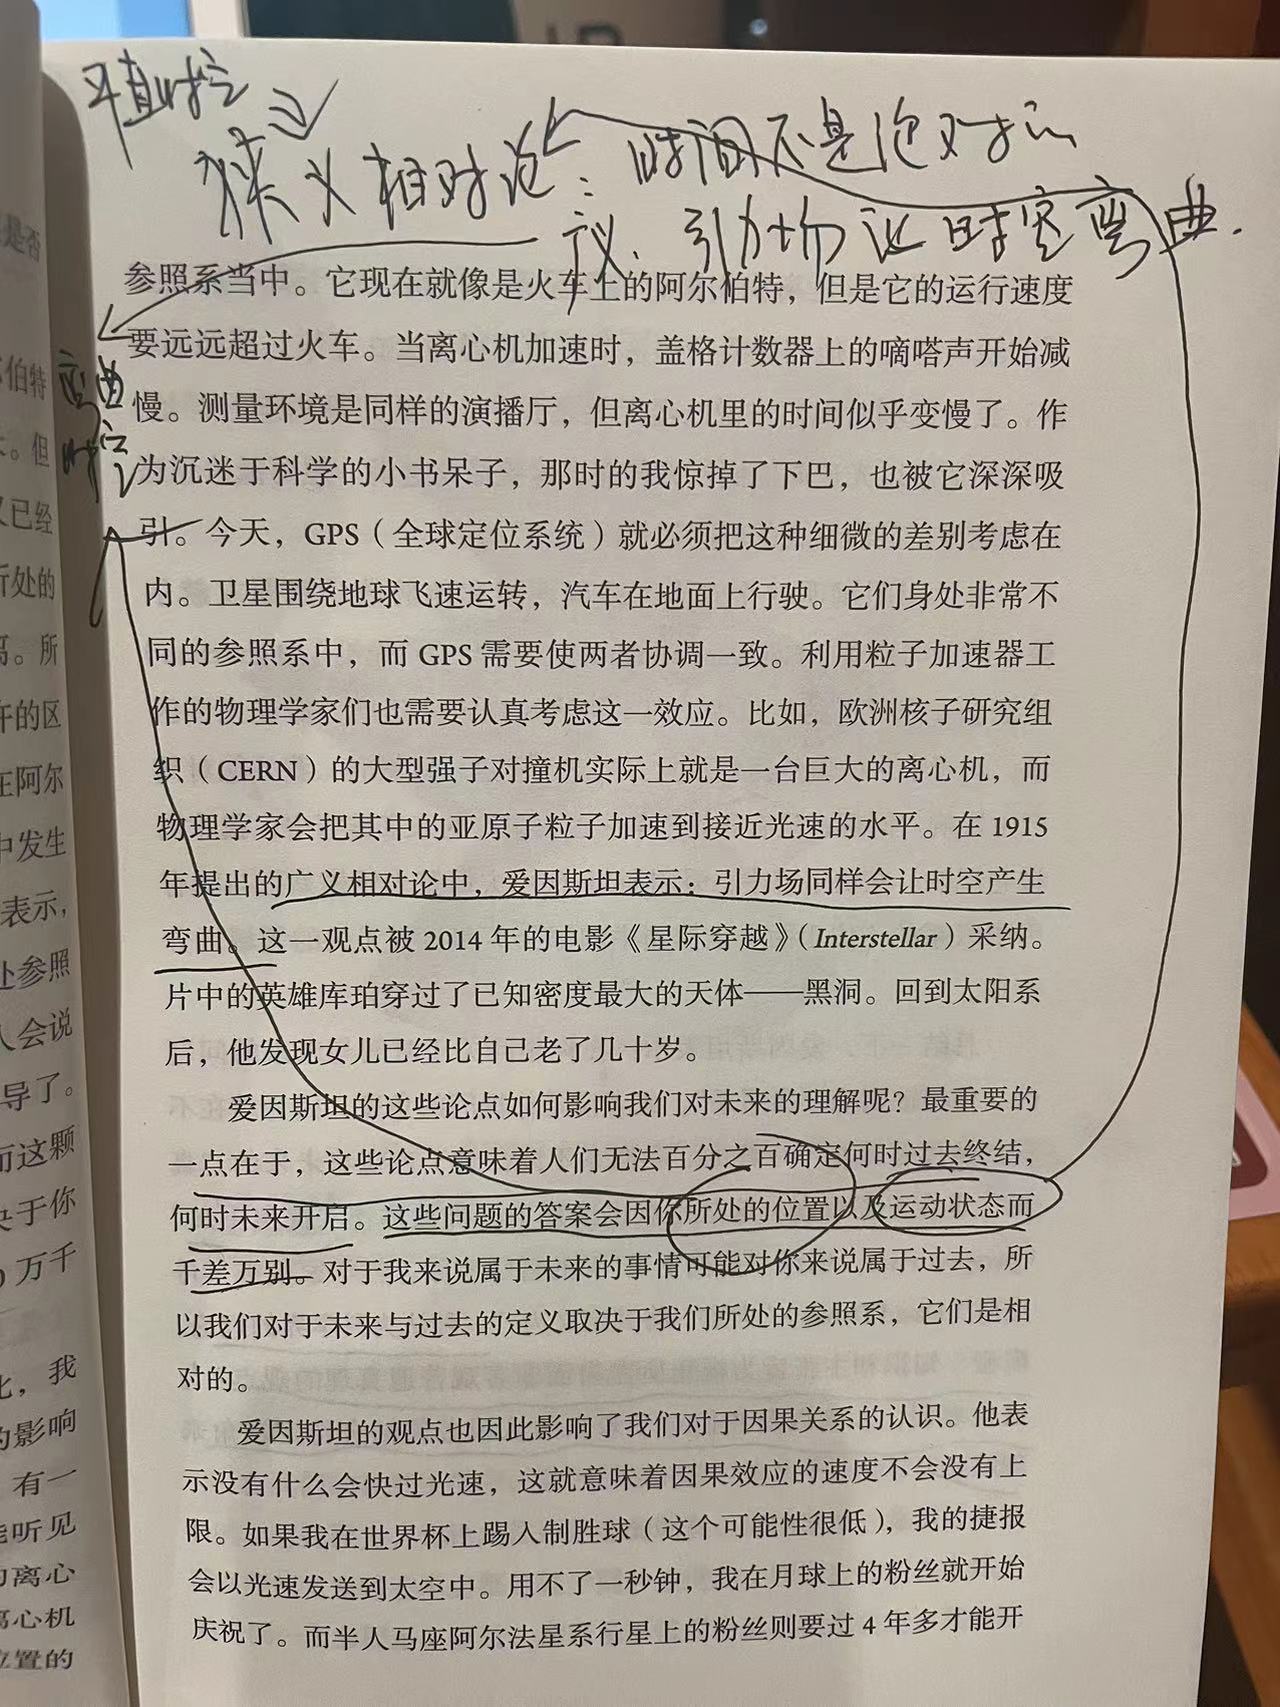 平直时空
狭义相对论：时间不是绝对的
广义：引力场让时空弯曲.
弯曲
时空
参照系当中。它现在就像是火车上的阿尔伯特，但是它的运行速度
要远远超过火车。当离心机加速时，盖格计数器上的嘀嗒声开始减
慢。测量环境是同样的演播厅，但离心机里的时间似乎变慢了。作
为沉迷于科学的小书呆子，那时的我惊掉了下巴，也被它深深吸
引。今天，GPS（全球定位系统）就必须把这种细微的差别考虑在
内。卫星围绕地球飞速运转，汽车在地面上行驶。它们身处非常不
同的参照系中，而 GPS 需要使两者协调一致。利用粒子加速器工
作的物理学家们也需要认真考虑这一效应。比如，欧洲核子研究组
织（CERN）的大型强子对撞机实际上就是一台巨大的离心机，而
物理学家会把其中的亚原子粒子加速到接近光速的水平。在 1915
年提出的广义相对论中，爱因斯坦表示：引力场同样会让时空产生
弯曲。这一观点被 2014 年的电影《星际穿越》（Interstellar）采纳。
片中的英雄库珀穿过了已知密度最大的天体——黑洞。回到太阳系
后，他发现女儿已经比自己老了几十岁。
爱因斯坦的这些论点如何影响我们对未来的理解呢？最重要的
一点在于，这些论点意味着人们无法百分之百确定何时过去终结，
何时未来开启。这些问题的答案会因你所处的位置以及运动状态而
千差万别。对于我来说属于未来的事情可能对你来说属于过去，所
以我们对于未来与过去的定义取决于我们所处的参照系，它们是相
对的。
爱因斯坦的观点也因此影响了我们对于因果关系的认识。他表
示没有什么会快过光速，这就意味着因果效应的速度不会没有上
限。如果我在世界杯上踢入制胜球（这个可能性很低），我的捷报
会以光速发送到太空中。用不了一秒钟，我在月球上的粉丝就开始
庆祝了。而半人马座阿尔法星系行星上的粉丝则要过 4 年多才能开
是否
伯特
。但
已经
所处的
。所
的区
在阿尔
中发生
表示，
处参照
人会说
导了。
而这颗
决于你
万千
，我
的影响
有一
能听见
的离心
离心机
位置的